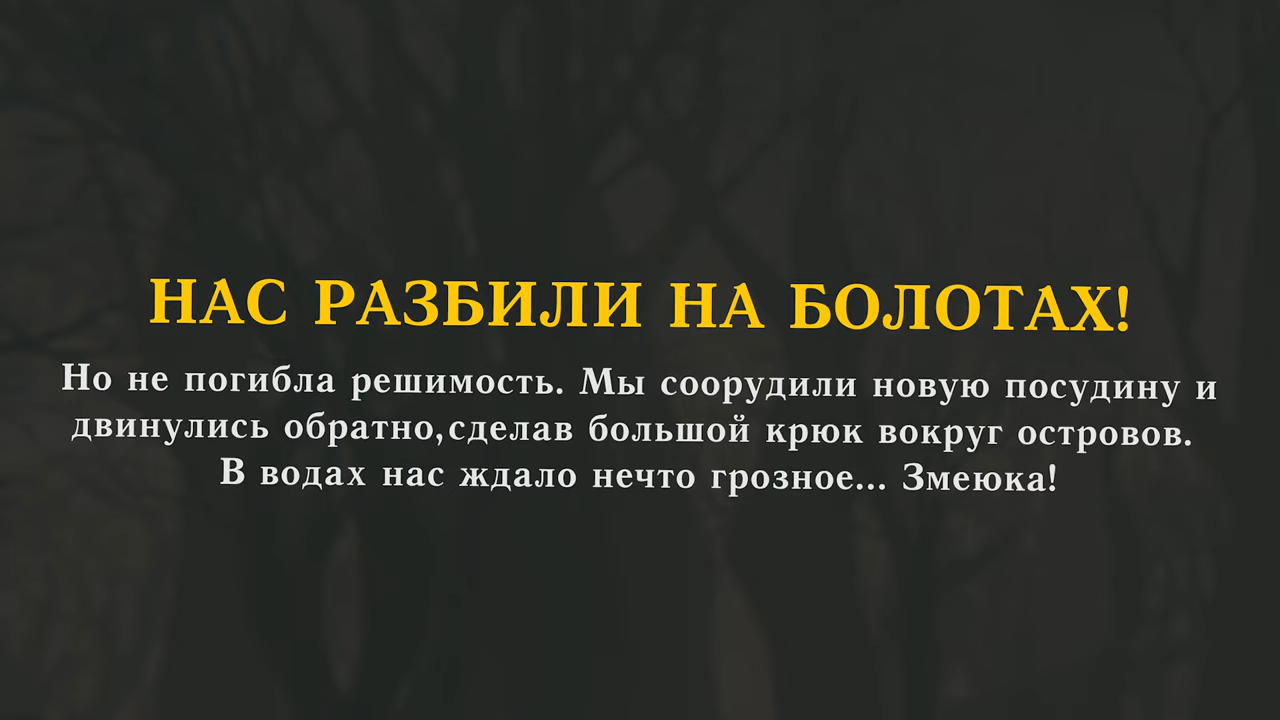 НАС РАЗБИЛИ НА БОЛОТАХ!
Но не погибла решимость. Мы соорудили новую посудину и
двинулись обратно,сделав большой крюк вокруг островов.
В водах нас ждало нечто грозное... Змеюка!